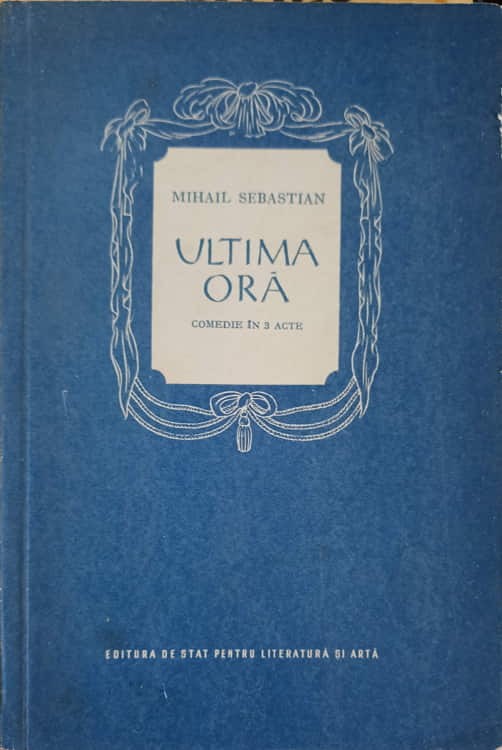 MIHAIL SEBASTIAN
ULTIMA
ORĂ
COMEDIE ÎN 3 ACTE
EDITURA DE STAT PENTRU LITERATURĂ ȘI ARTĂ